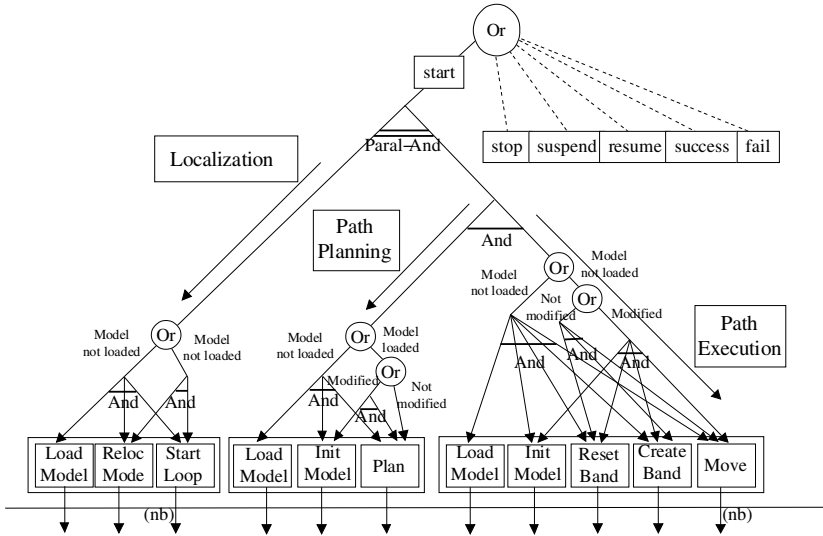 Or
start
stop suspend resume success fail
Paral-And
Localization
Path
Planning
And
Path
Execution
Or
Model
not loaded
Model
not loaded
Or
Not
modified
Modified
And
And
And
Or
Model
not loaded
Model
not loaded
And
And
Or
Model
not loaded
Model
loaded
Or
Modified
Not
modified
And
And
Load
Model
Reloc
Mode
Start
Loop
Load
Model
Init
Model
Plan
Load
Model
Init
Model
Reset
Band
Create
Band
Move
(nb)
(nb)